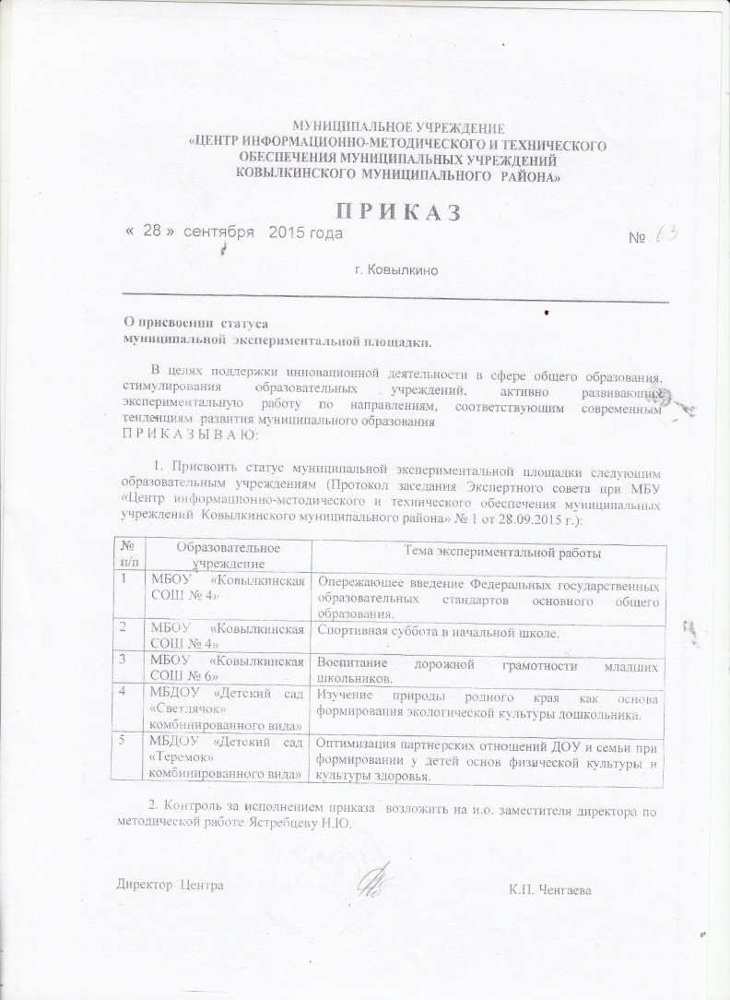 МУНИЦИПАЛЬНОЕ УЧРЕЖДЕНИЕ
«ЦЕНТР ИНФОРМАЦИОННО-МЕТОДИЧЕСКОГО И ТЕХНИЧЕСКОГО
ОБЕСПЕЧЕНИЯ МУНИЦИПАЛЬНЫХ УЧРЕЖДЕНИЙ
КОВЫЛКИНСКОГО МУНИЦИПАЛЬНОГО РАЙОНА»
П Р И К А З
« 28 » сентября 2015 года № 63
г. Ковылкино
О присвоении статуса
муниципальной экспериментальной площадки.
В целях поддержки инновационной деятельности в сфере общего образования,
стимулирования образовательных учреждений, активно развивающих
экспериментальную работу по направлениям, соответствующим современным
тенденциям развития муниципального образования
П Р И К А З Ы В А Ю:
1. Присвоить статус муниципальной экспериментальной площадки следующим
образовательным учреждениям (Протокол заседания Экспертного совета при МБУ
«Центр информационно-методического и технического обеспечения муниципальных
учреждений Ковылкинского муниципального района» № 1 от 28.09.2015 г.):
№ п/п
Образовательное
учреждение
Тема экспериментальной работы
1
МБОУ «Ковылкинская
СОШ № 4»
Опережающее введение Федеральных государственных
образовательных стандартов основного общего
образования.
2
МБОУ «Ковылкинская
СОШ № 4»
Спортивная суббота в начальной школе.
3
МБОУ «Ковылкинская
СОШ № 6»
Воспитание дорожной грамотности младших
школьников.
4
МБДОУ «Детский сад
«Светлячок»
комбинированного вида»
Изучение природы родного края как основа
формирования экологической культуры дошкольника.
5
МБДОУ «Детский сад
«Теремок»
комбинированного вида»
Оптимизация партнерских отношений ДОУ и семьи при
формировании у детей основ физической культуры и
культуры здоровья.
2. Контроль за исполнением приказа возложить на и.о. заместителя директора по
методической работе Ястребцеву Н.Ю.
Директор Центра К.П. Ченгаева